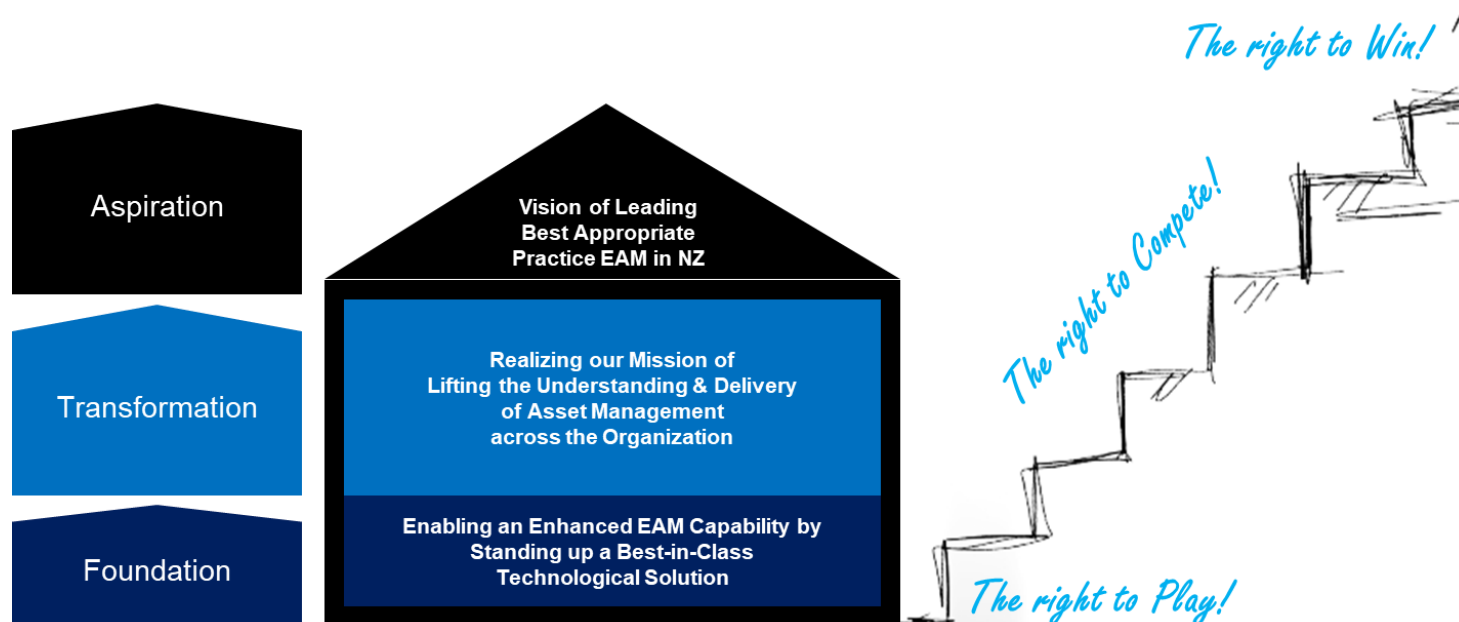 Aspiration
Transformation
Foundation
Vision of Leading
Best Appropriate
Practice EAM in NZ
Realizing our Mission of
Lifting the Understanding & Delivery
of Asset Management
across the Organization
Enabling an Enhanced EAM Capability by
Standing up a Best-in-Class
Technological Solution
The right to Win!
The right to Compete!
The right to Play!